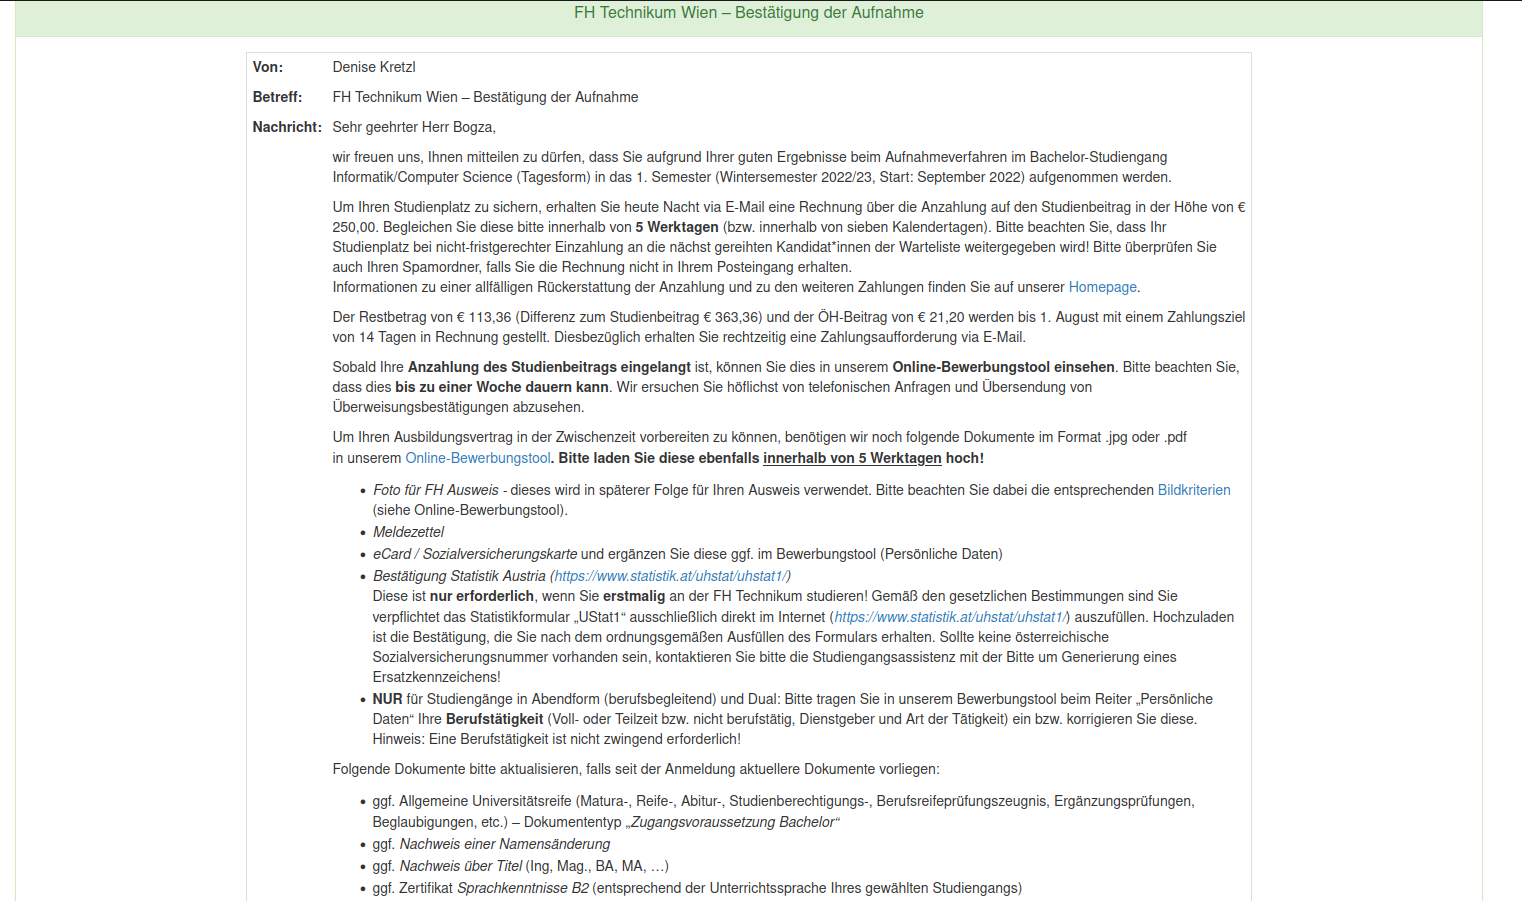 FH Technikum Wien – Bestätigung der Aufnahme
Von: Denise Kretzl
Betreff: FH Technikum Wien – Bestätigung der Aufnahme
Nachricht: Sehr geehrter Herr Bogza,
wir freuen uns, Ihnen mitteilen zu dürfen, dass Sie aufgrund Ihrer guten Ergebnisse beim Aufnahmeverfahren im Bachelor-Studiengang
Informatik/Computer Science (Tagesform) in das 1. Semester (Wintersemester 2022/23, Start: September 2022) aufgenommen werden.
Um Ihren Studienplatz zu sichern, erhalten Sie heute Nacht via E-Mail eine Rechnung über die Anzahlung auf den Studienbeitrag in der Höhe von €
250,00. Begleichen Sie diese bitte innerhalb von 5 Werktagen (bzw. innerhalb von sieben Kalendertagen). Bitte beachten Sie, dass Ihr
Studienplatz bei nicht-fristgerechter Einzahlung an die nächst gereihten Kandidat*innen der Warteliste weitergegeben wird! Bitte überprüfen Sie
auch Ihren Spamordner, falls Sie die Rechnung nicht in Ihrem Posteingang erhalten.
Informationen zu einer allfälligen Rückerstattung der Anzahlung und zu den weiteren Zahlungen finden Sie auf unserer Homepage.
Der Restbetrag von € 113,36 (Differenz zum Studienbeitrag € 363,36) und der ÖH-Beitrag von € 21,20 werden bis 1. August mit einem Zahlungsziel
von 14 Tagen in Rechnung gestellt. Diesbezüglich erhalten Sie rechtzeitig eine Zahlungsaufforderung via E-Mail.
Sobald Ihre Anzahlung des Studienbeitrags eingelangt ist, können Sie dies in unserem Online-Bewerbungstool einsehen. Bitte beachten Sie,
dass dies bis zu einer Woche dauern kann. Wir ersuchen Sie höflichst von telefonischen Anfragen und Übersendung von
Überweisungsbestätigungen abzusehen.
Um Ihren Ausbildungsvertrag in der Zwischenzeit vorbereiten zu können, benötigen wir noch folgende Dokumente im Format .jpg oder .pdf
in unserem Online-Bewerbungstool. Bitte laden Sie diese ebenfalls innerhalb von 5 Werktagen hoch!
• Foto für FH Ausweis - dieses wird in späterer Folge für Ihren Ausweis verwendet. Bitte beachten Sie dabei die entsprechenden Bildkriterien
(siehe Online-Bewerbungstool).
• Meldezettel
• eCard / Sozialversicherungskarte und ergänzen Sie diese ggf. im Bewerbungstool (Persönliche Daten)
• Bestätigung Statistik Austria (https://www.statistik.at/uhstat/uhstat1/)
Diese ist nur erforderlich, wenn Sie erstmalig an der FH Technikum studieren! Gemäß den gesetzlichen Bestimmungen sind Sie
verpflichtet das Statistikformular „UStat1“ ausschließlich direkt im Internet (https://www.statistik.at/uhstat/uhstat1/) auszufüllen. Hochzuladen
ist die Bestätigung, die Sie nach dem ordnungsgemäßen Ausfüllen des Formulars erhalten. Sollte keine österreichische
Sozialversicherungsnummer vorhanden sein, kontaktieren Sie bitte die Studiengangsassistenz mit der Bitte um Generierung eines
Ersatzkennzeichens!
• NUR für Studiengänge in Abendform (berufsbegleitend) und Dual: Bitte tragen Sie in unserem Bewerbungstool beim Reiter „Persönliche
Daten“ Ihre Berufstätigkeit (Voll- oder Teilzeit bzw. nicht berufstätig, Dienstgeber und Art der Tätigkeit) ein bzw. korrigieren Sie diese.
Hinweis: Eine Berufstätigkeit ist nicht zwingend erforderlich!
Folgende Dokumente bitte aktualisieren, falls seit der Anmeldung aktuellere Dokumente vorliegen:
• ggf. Allgemeine Universitätsreife (Matura-, Reife-, Abitur-, Studienberechtigungs-, Berufsreifeprüfungszeugnis, Ergänzungsprüfungen,
Beglaubigungen, etc.) – Dokumententyp „Zugangsvoraussetzung Bachelor“
• ggf. Nachweis einer Namensänderung
• ggf. Nachweis über Titel (Ing, Mag., BA, MA, …)
• ggf. Zertifikat Sprachkenntnisse B2 (entsprechend der Unterrichtssprache Ihres gewählten Studiengangs)